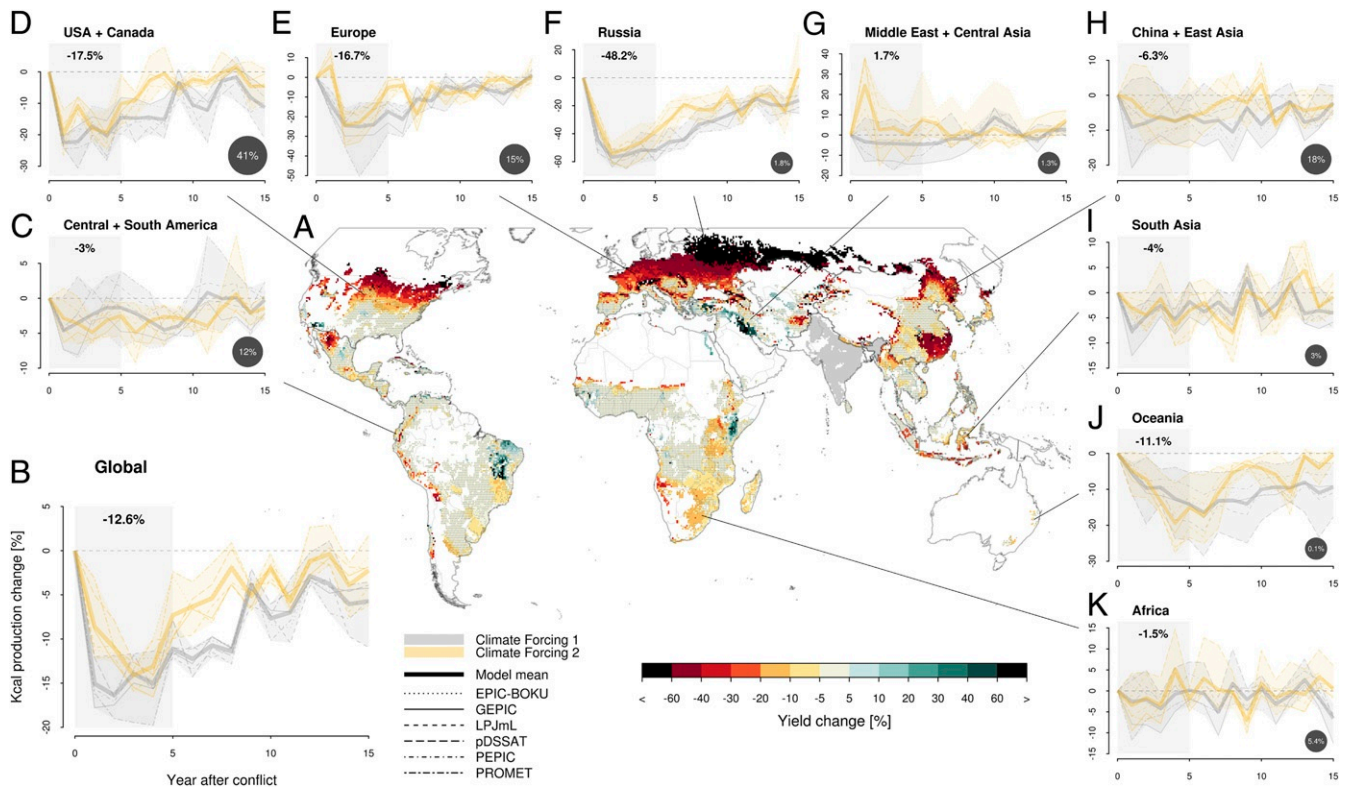 D
USA + Canada
-17.5%
0
-10
-20
-30
0 5 10 15
41%
E
Europe
-16.7%
10
0
-10
-20
-30
-40
-50
0 5 10 15
15%
F
Russia
-48.2%
20
0
-20
-40
-60
0 5 10 15
1.8%
G
Middle East + Central Asia
1.7%
40
30
20
10
0
-10
-20
0 5 10 15
1.3%
H
China + East Asia
-6.3%
10
0
-10
-20
0 5 10 15
18%
C
Central + South America
-3%
5
0
-5
-10
0 5 10 15
12%
A
I
South Asia
-4%
10
5
0
-5
-10
-15
0 5 10 15
3%
B
Global
-12.6%
Kcal production change [%]
5
0
-5
-10
-15
-20
0 5 10 15
Year after conflict
J
Oceania
-11.1%
0
-10
-20
-30
0 5 10 15
0.1%
K
Africa
-1.5%
15
10
5
0
-5
-10
-15
0 5 10 15
5.4%
Climate Forcing 1
Climate Forcing 2
Model mean
EPIC-BOKU
GEPIC
LPJmL
pDSSAT
PEPIC
PROMET
< -60 -40 -30 -20 -10 -5 5 10 20 30 40 60 >
Yield change [%]